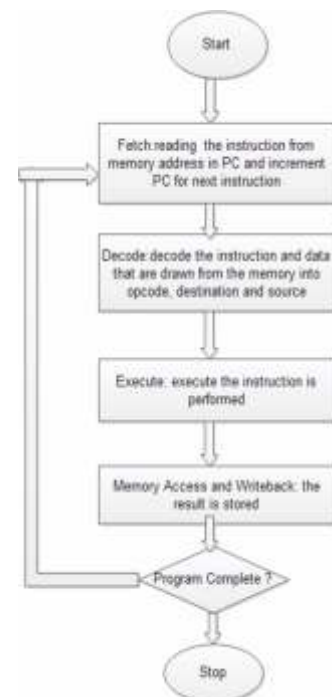 Start
Fetch:reading the instruction from
memory address in PC and increment
PC for next instruction
Decode:decode the instruction and data
that are drawn from the memory into
opcode, destination and source
Execute: execute the instruction is
performed
Memory Access and Writeback: the
result is stored
Program Complete ?
Stop